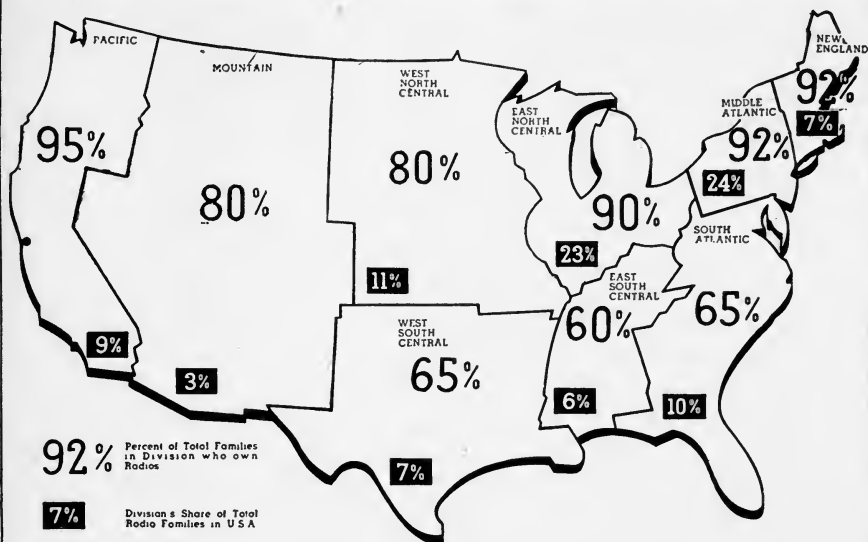 PACIFIC
95%
9%
MOUNTAIN
80%
3%
WEST
NORTH
CENTRAL
80%
11%
EAST
NORTH
CENTRAL
90%
23%
NEW
ENGLAND
92%
7%
MIDDLE
ATLANTIC
92%
24%
SOUTH
ATLANTIC
65%
10%
EAST
SOUTH
CENTRAL
60%
6%
WEST
SOUTH
CENTRAL
65%
7%
92% Percent of Total Families
in Division who own
Radios
7% Division's Share of Total
Radio Families in USA